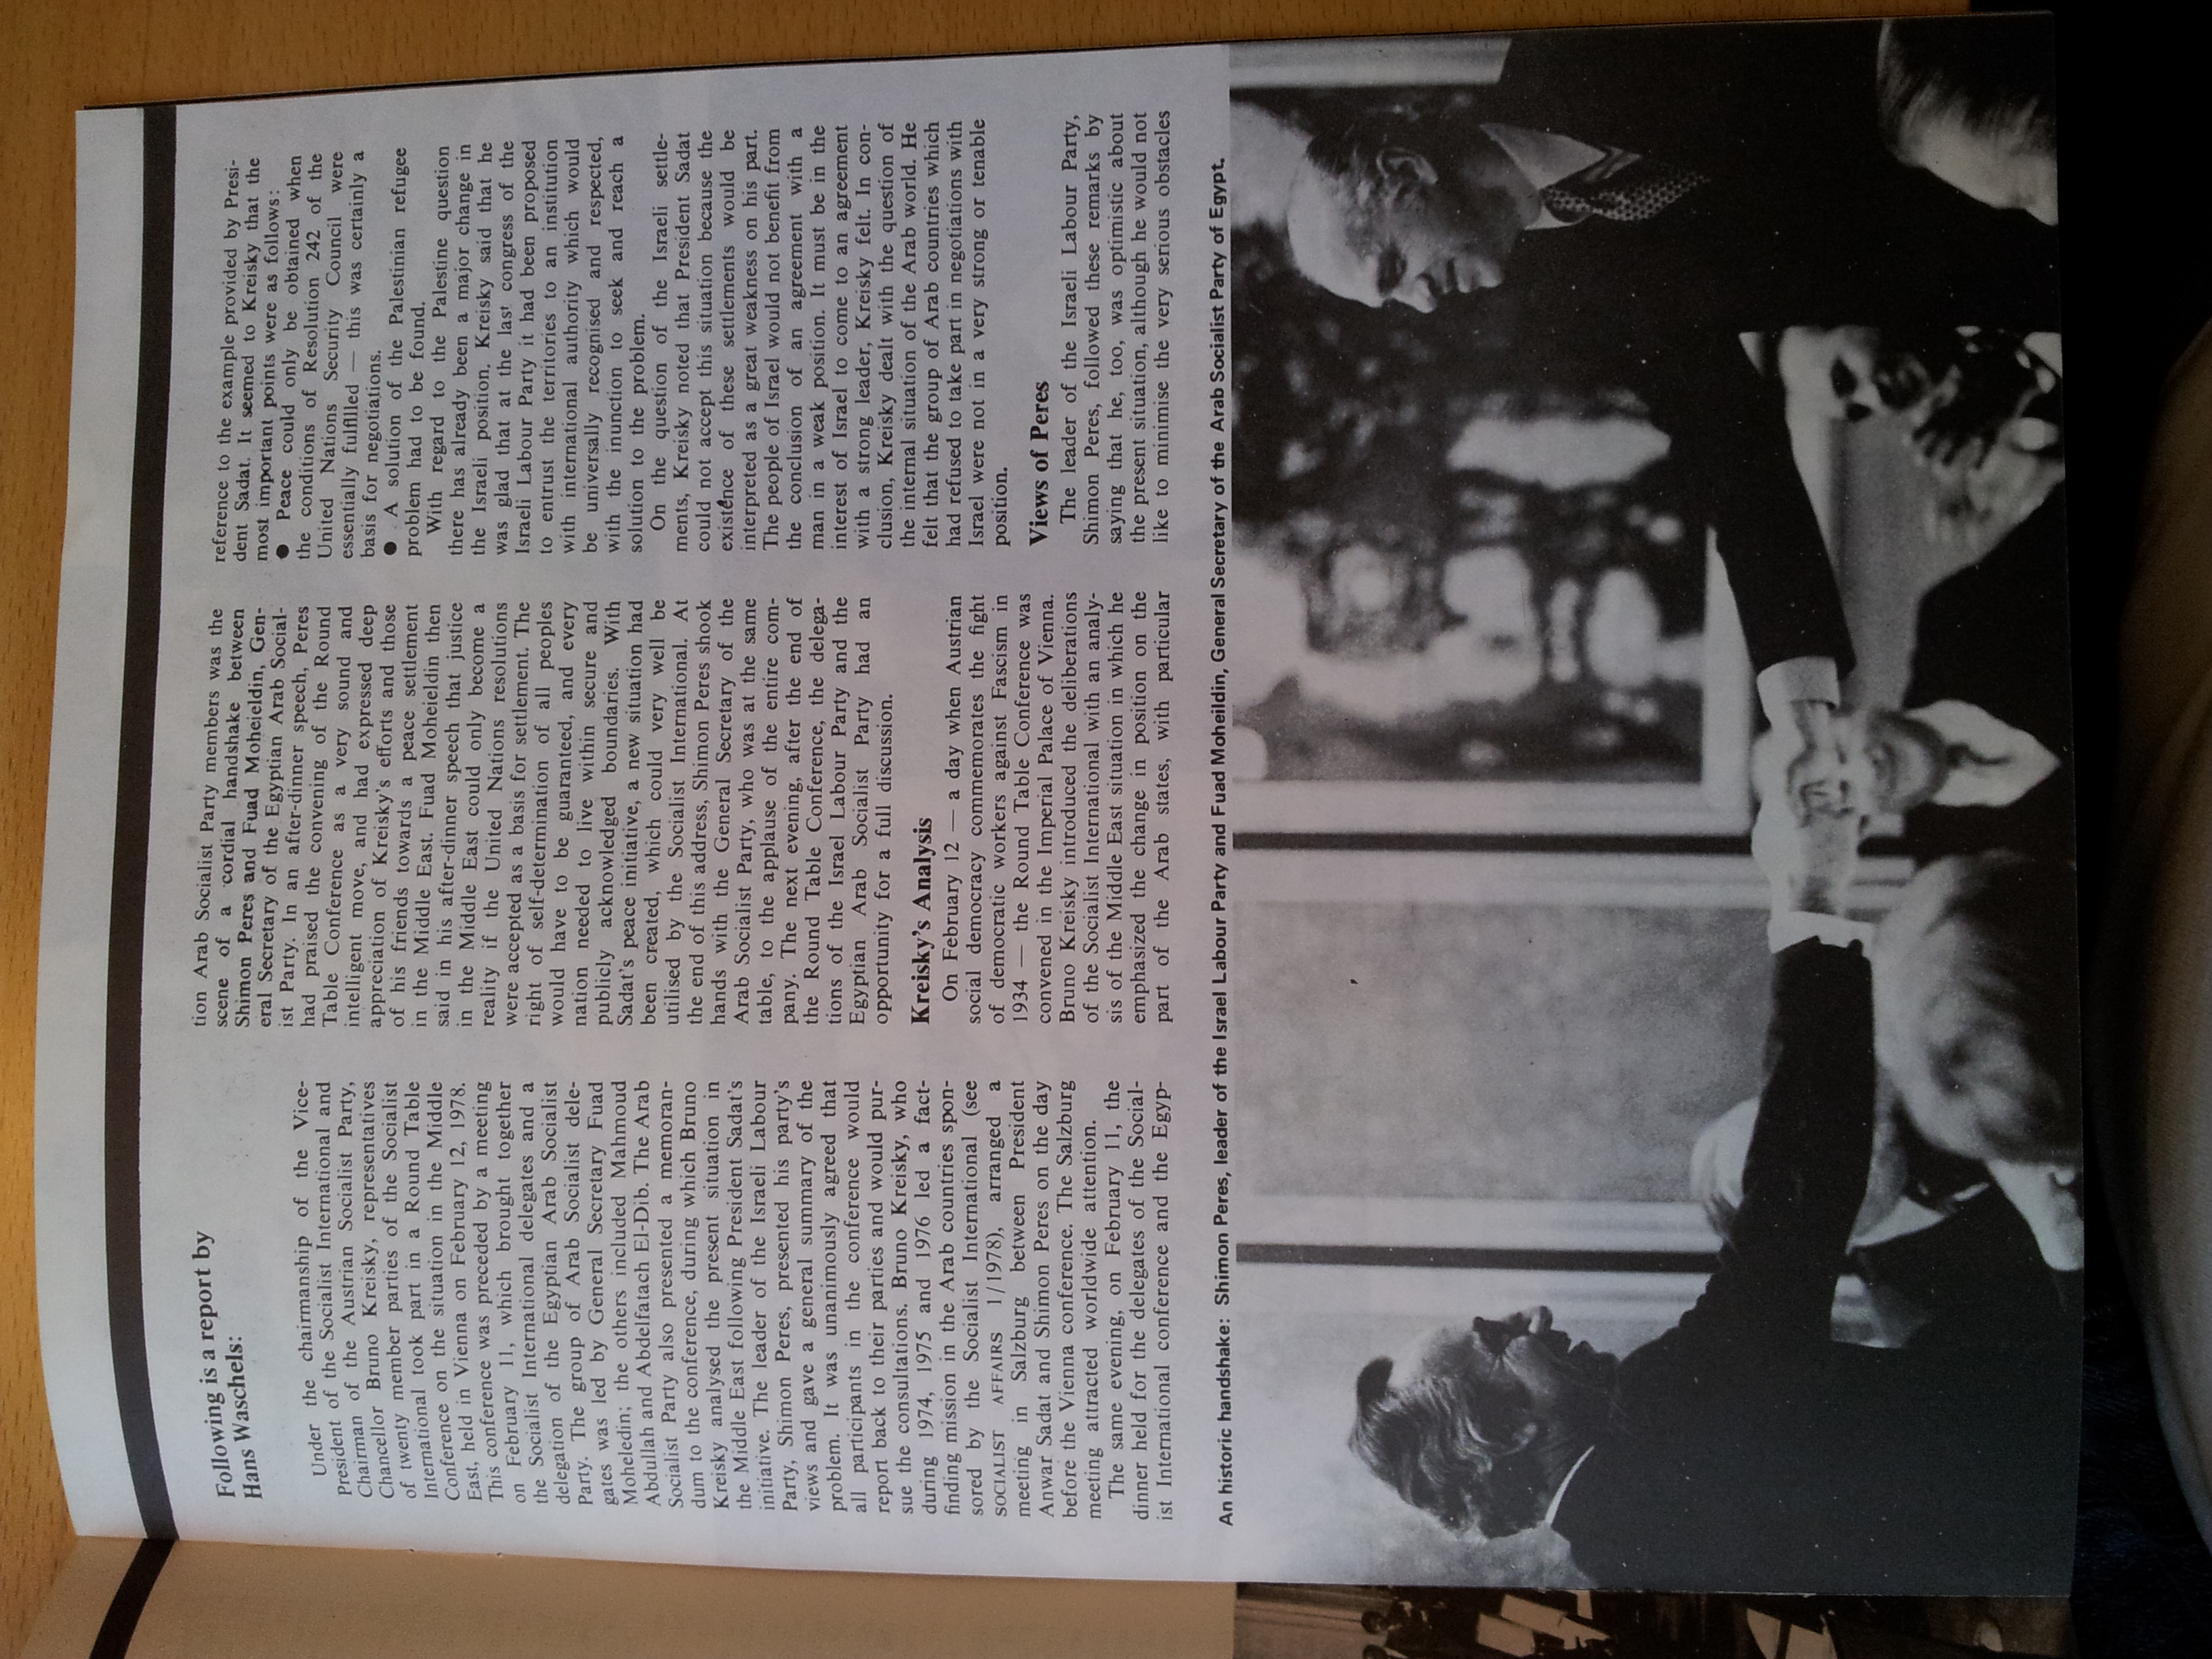 Following is a report by
Hans Waschels:
Under the chairmanship of the Vice-
President of the Socialist International and
Chairman of the Austrian Socialist Party,
Chancellor Bruno Kreisky, representatives
of twenty member parties of the Socialist
International took part in a Round Table
Conference on the situation in the Middle
East, held in Vienna on February 12, 1978.
This conference was preceded by a meeting
on February 11, which brought together
the Socialist International delegates and a
delegation of the Egyptian Arab Socialist
Party. The group of Arab Socialist dele-
gates was led by General Secretary Fuad
Moheledin; the others included Mahmoud
Abdullah and Abdelfatach El-Dib. The Arab
Socialist Party also presented a memoran-
dum to the conference, during which Bruno
Kreisky analysed the present situation in
the Middle East following President Sadat's
initiative. The leader of the Israeli Labour
Party, Shimon Peres, presented his party's
views and gave a general summary of the
problem. It was unanimously agreed that
all participants in the conference would
report back to their parties and would pur-
sue the consultations. Bruno Kreisky, who
during 1974, 1975 and 1976 led a fact-
finding mission in the Arab countries spon-
sored by the Socialist International (see
SOCIALIST AFFAIRS 1/1978), arranged a
meeting in Salzburg between President
Anwar Sadat and Shimon Peres on the day
before the Vienna conference. The Salzburg
meeting attracted worldwide attention.
The same evening, on February 11, the
dinner held for the delegates of the Social-
ist International conference and the Egyp-
tion Arab Socialist Party members was the
scene of a cordial handshake between
Shimon Peres and Fuad Moheieldin, Gen-
eral Secretary of the Egyptian Arab Social-
ist Party. In an after-dinner speech, Peres
had praised the convening of the Round
Table Conference as a very sound and
intelligent move, and had expressed deep
appreciation of Kreisky's efforts and those
of his friends towards a peace settlement
in the Middle East. Fuad Moheieldin then
said in his after-dinner speech that justice
in the Middle East could only become a
reality if the United Nations resolutions
were accepted as a basis for settlement. The
right of self-determination of all peoples
would have to be guaranteed, and every
nation needed to live within secure and
publicly acknowledged boundaries. With
Sadat's peace initiative, a new situation had
been created, which could very well be
utilised by the Socialist International. At
the end of this address, Shimon Peres shook
hands with the General Secretary of the
Arab Socialist Party, who was at the same
table, to the applause of the entire com-
pany. The next evening, after the end of
the Round Table Conference, the delega-
tions of the Israel Labour Party and the
Egyptian Arab Socialist Party had an
opportunity for a full discussion.
Kreisky's Analysis
On February 12 — a day when Austrian
social democracy commemorates the fight
of democratic workers against Fascism in
1934 — the Round Table Conference was
convened in the Imperial Palace of Vienna.
Bruno Kreisky introduced the deliberations
of the Socialist International with an analy-
sis of the Middle East situation in which he
emphasized the change in position on the
part of the Arab states, with particular
reference to the example provided by Presi-
dent Sadat. It seemed to Kreisky that the
most important points were as follows:
● Peace could only be obtained when
the conditions of Resolution 242 of the
United Nations Security Council were
essentially fulfilled — this was certainly a
basis for negotiations.
● A solution of the Palestinian refugee
problem had to be found.
With regard to the Palestine question
there has already been a major change in
the Israeli position. Kreisky said that he
was glad that at the last congress of the
Israeli Labour Party it had been proposed
to entrust the territories to an institution
with international authority which would
be universally recognised and respected,
with the inunction to seek and reach a
solution to the problem.
On the question of the Israeli settle-
ments, Kreisky noted that President Sadat
could not accept this situation because the
existence of these settlements would be
interpreted as a great weakness on his part.
The people of Israel would not benefit from
the conclusion of an agreement with a
man in a weak position. It must be in the
interest of Israel to come to an agreement
with a strong leader, Kreisky felt. In con-
clusion, Kreisky dealt with the question of
the internal situation of the Arab world. He
felt that the group of Arab countries which
had refused to take part in negotiations with
Israel were not in a very strong or tenable
position.
Views of Peres
The leader of the Israeli Labour Party,
Shimon Peres, followed these remarks by
saying that he, too, was optimistic about
the present situation, although he would not
like to minimise the very serious obstacles
An historic handshake: Shimon Peres, leader of the Israel Labour Party and Fuad Moheildin, General Secretary of the Arab Socialist Party of Egypt.